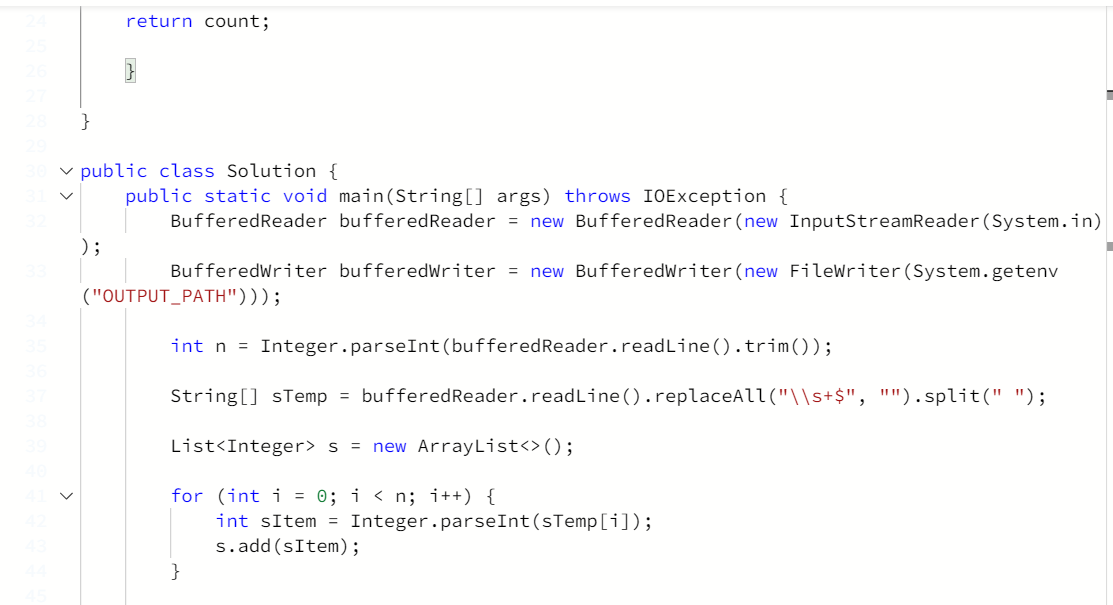 24 return count;
25
26 }
27
28 }
29
30 public class Solution {
31 public static void main(String[] args) throws IOException {
32 BufferedReader bufferedReader = new BufferedReader(new InputStreamReader(System.in)
);
33 BufferedWriter bufferedWriter = new BufferedWriter(new FileWriter(System.getenv
("OUTPUT_PATH")));
34
35 int n = Integer.parseInt(bufferedReader.readLine().trim());
36
37 String[] sTemp = bufferedReader.readLine().replaceAll("\\s+$", "").split(" ");
38
39 List<Integer> s = new ArrayList<>();
40
41 for (int i = 0; i < n; i++) {
42 int sItem = Integer.parseInt(sTemp[i]);
43 s.add(sItem);
44 }
45